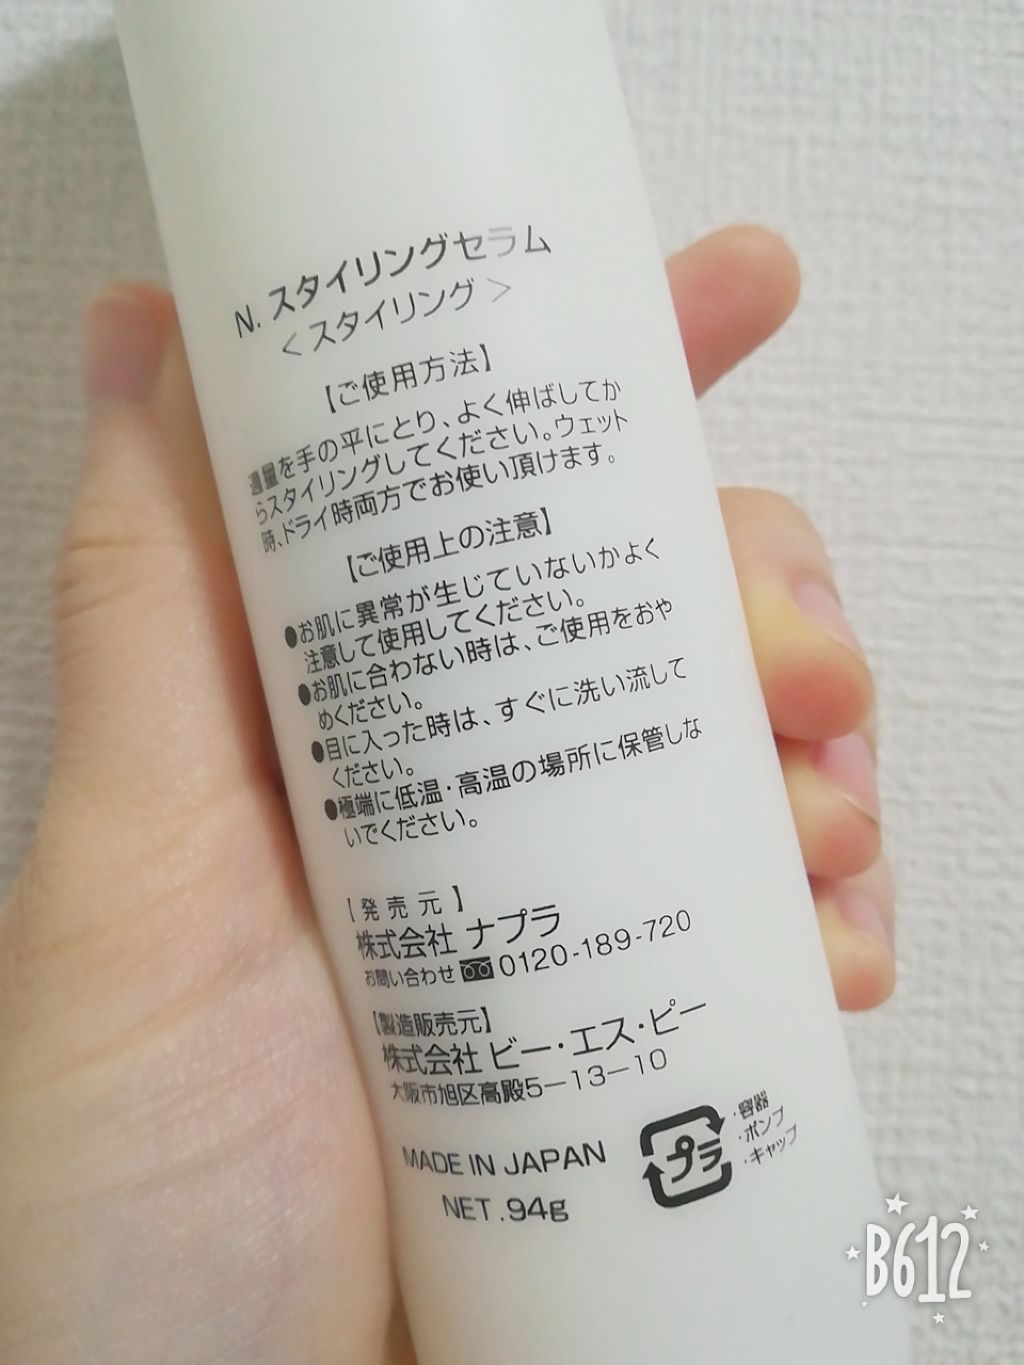 N. スタイリングセラム
＜スタイリング＞
【ご使用方法】
適量を手の平にとり、よく伸ばしてか
らスタイリングしてください。ウェット
時、ドライ時両方でお使い頂けます。
【ご使用上の注意】
●お肌に異常が生じていないかよく
注意して使用してください。
●お肌に合わない時は、ご使用をおや
めください。
●目に入った時は、すぐに洗い流して
ください。
●極端に低温・高温の場所に保管しな
いでください。
【発売元】
株式会社 ナプラ
お問い合わせ 0120-189-720
【製造販売元】
株式会社 ビー・エス・ピー
大阪市旭区高殿5－13－10
MADE IN JAPAN
NET.94g
プラ
・容器
・ポンプ
・キャップ
B612